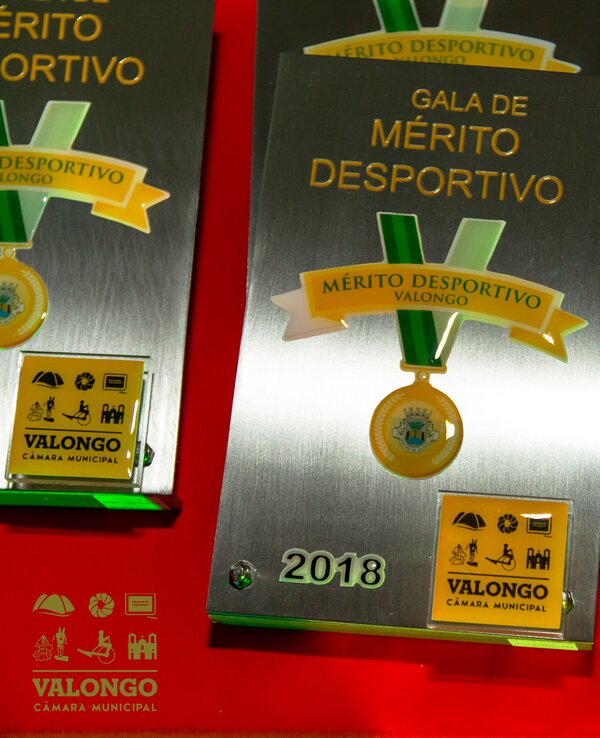 ÉRITO
ORTIVO
DESPORTIVO
VALONGO
CÂMARA MUNICIPAL
MÉRITO DESPORTIVO
VALONGO
GALA DE
MÉRITO
DESPORTIVO
MÉRITO DESPORTIVO
VALONGO
2018
VALONGO
CÂMARA MUNICIPAL
VALONGO
CÂMARA MUNICIPAL